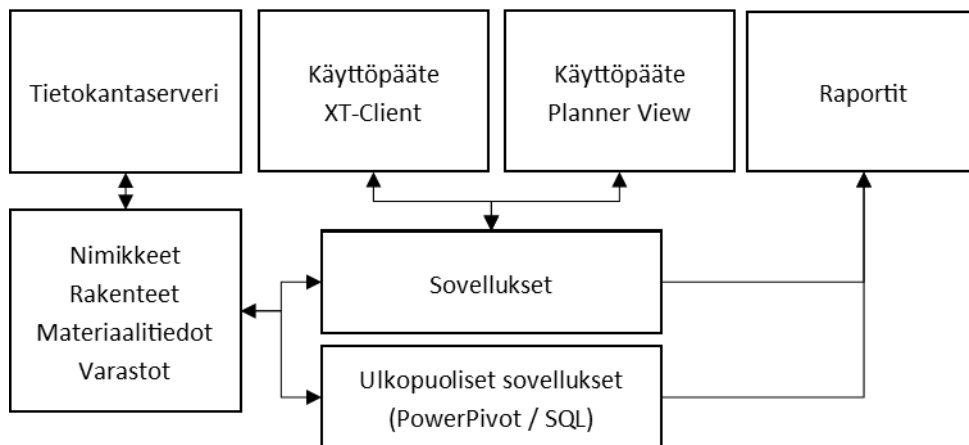 Tietokantaserveri
Käyttöpääte
XT-Client
Käyttöpääte
Planner View
Raportit
Nimikkeet
Rakenteet
Materiaalitiedot
Varastot
Sovellukset
Ulkopuoliset sovellukset
(PowerPivot / SQL)